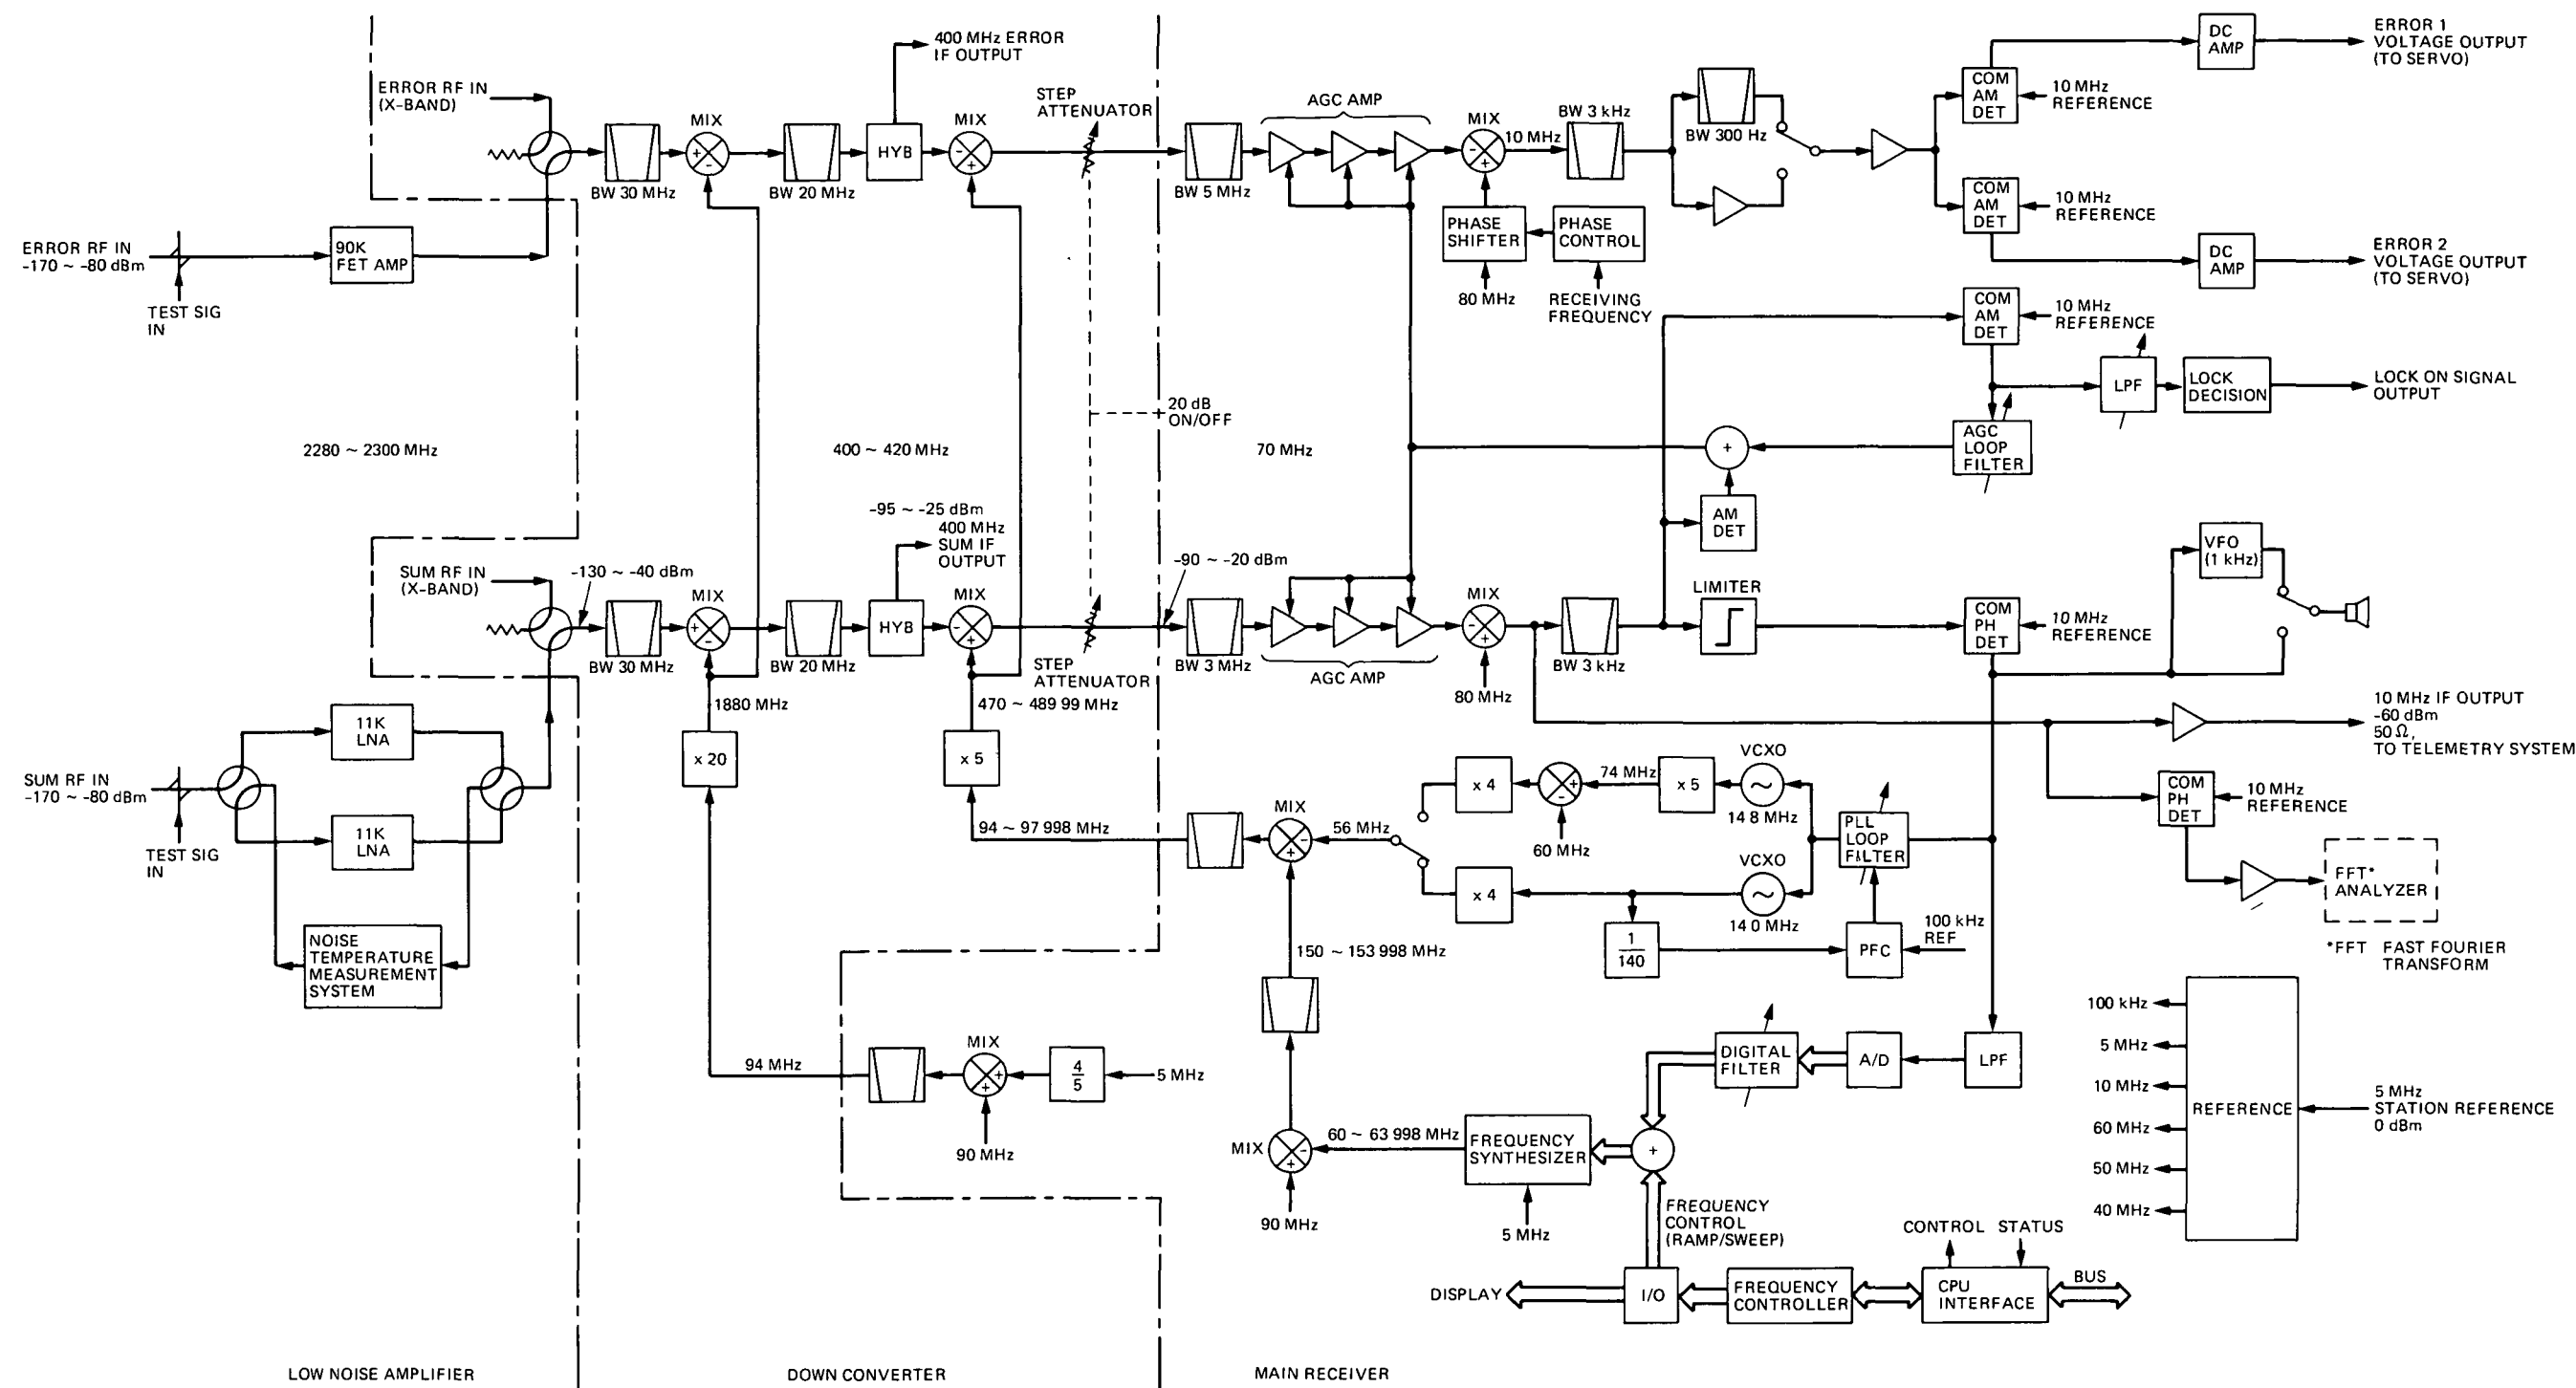 400 MHz ERROR
IF OUTPUT
ERROR RF IN
(X-BAND)
MIX
BW 30 MHz
BW 20 MHz
HYB
MIX
STEP
ATTENUATOR
BW 5 MHz
AGC AMP
MIX
10 MHz
BW 3 kHz
BW 300 Hz
COM
AM
DET
10 MHz
REFERENCE
DC
AMP
ERROR 1
VOLTAGE OUTPUT
(TO SERVO)
COM
AM
DET
10 MHz
REFERENCE
DC
AMP
ERROR 2
VOLTAGE OUTPUT
(TO SERVO)
ERROR RF IN
-170 ~ -80 dBm
TEST SIG
IN
90K
FET AMP
PHASE
SHIFTER
PHASE
CONTROL
80 MHz
RECEIVING
FREQUENCY
COM
AM
DET
10 MHz
REFERENCE
LPF
LOCK
DECISION
LOCK ON SIGNAL
OUTPUT
20 dB
ON/OFF
2280 ~ 2300 MHz
400 ~ 420 MHz
70 MHz
+
AGC
LOOP
FILTER
AM
DET
-95 ~ -25 dBm
400 MHz
SUM IF
OUTPUT
SUM RF IN
(X-BAND)
-130 ~ -40 dBm
MIX
BW 30 MHz
BW 20 MHz
HYB
MIX
STEP
ATTENUATOR
-90 ~ -20 dBm
BW 3 MHz
AGC AMP
MIX
80 MHz
BW 3 kHz
LIMITER
COM
PH
DET
10 MHz
REFERENCE
VFO
(1 kHz)
10 MHz IF OUTPUT
-60 dBm
50 Ω,
TO TELEMETRY SYSTEM
1880 MHz
x 20
470 ~ 489 99 MHz
x 5
SUM RF IN
-170 ~ -80 dBm
TEST SIG
IN
11K
LNA
11K
LNA
NOISE
TEMPERATURE
MEASUREMENT
SYSTEM
94 ~ 97 998 MHz
MIX
56 MHz
x 4
60 MHz
74 MHz
x 5
VCXO
14 8 MHz
x 4
VCXO
14 0 MHz
PLL
LOOP
FILTER
1
140
PFC
100 kHz
REF
COM
PH
DET
10 MHz
REFERENCE
FFT*
ANALYZER
*FFT FAST FOURIER
TRANSFORM
150 ~ 153 998 MHz
94 MHz
MIX
90 MHz
4
5
5 MHz
DIGITAL
FILTER
A/D
LPF
MIX
90 MHz
60 ~ 63 998 MHz
FREQUENCY
SYNTHESIZER
5 MHz
+
FREQUENCY
CONTROL
(RAMP/SWEEP)
DISPLAY
I/O
FREQUENCY
CONTROLLER
CONTROL STATUS
CPU
INTERFACE
BUS
100 kHz
5 MHz
10 MHz
60 MHz
50 MHz
40 MHz
REFERENCE
5 MHz
STATION REFERENCE
0 dBm
LOW NOISE AMPLIFIER
DOWN CONVERTER
MAIN RECEIVER